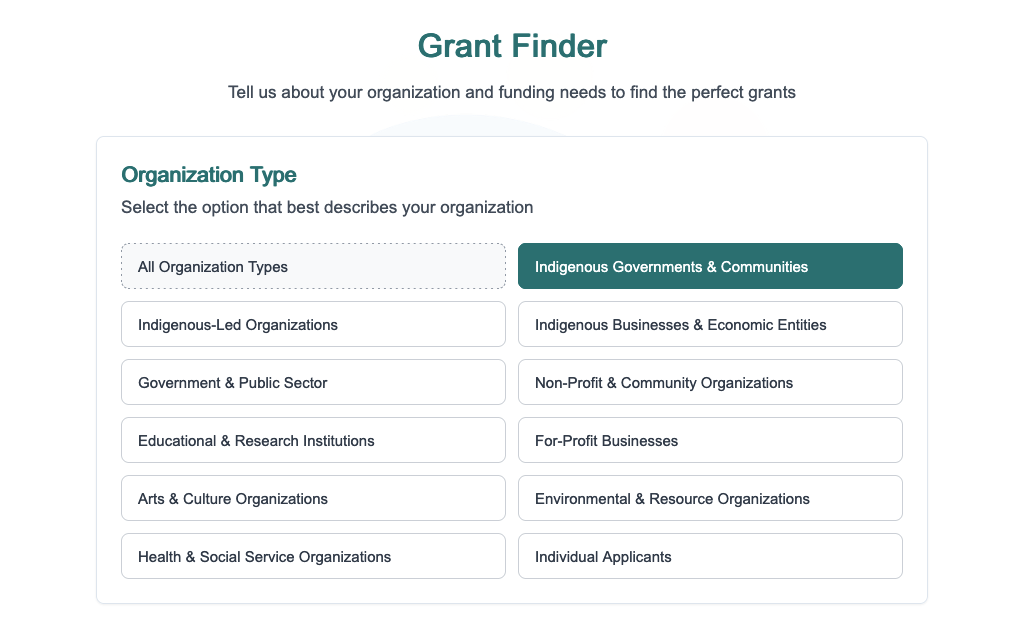 Grant Finder
Tell us about your organization and funding needs to find the perfect grants
Organization Type
Select the option that best describes your organization
All Organization Types
Indigenous Governments & Communities
Indigenous-Led Organizations
Indigenous Businesses & Economic Entities
Government & Public Sector
Non-Profit & Community Organizations
Educational & Research Institutions
For-Profit Businesses
Arts & Culture Organizations
Environmental & Resource Organizations
Health & Social Service Organizations
Individual Applicants